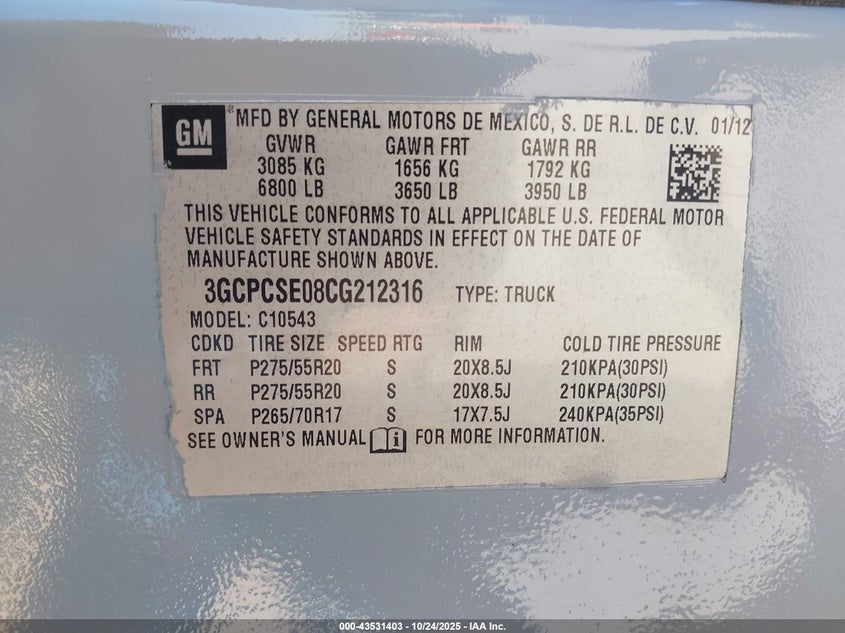 GM ® MFD BY GENERAL MOTORS DE MEXICO, S. DE R.L. DE C.V. 01/12
GVWR GAWR FRT GAWR RR
3085 KG 1656 KG 1792 KG
6800 LB 3650 LB 3950 LB
THIS VEHICLE CONFORMS TO ALL APPLICABLE U.S. FEDERAL MOTOR
VEHICLE SAFETY STANDARDS IN EFFECT ON THE DATE OF
MANUFACTURE SHOWN ABOVE.
3GCPCSE08CG212316 TYPE: TRUCK
MODEL: C10543
CDKD TIRE SIZE SPEED RTG RIM COLD TIRE PRESSURE
FRT P275/55R20 S 20X8.5J 210KPA(30PSI)
RR P275/55R20 S 20X8.5J 210KPA(30PSI)
SPA P265/70R17 S 17X7.5J 240KPA(35PSI)
SEE OWNER'S MANUAL FOR MORE INFORMATION.
000-43531403 - 10/24/2025 - IAA Inc.